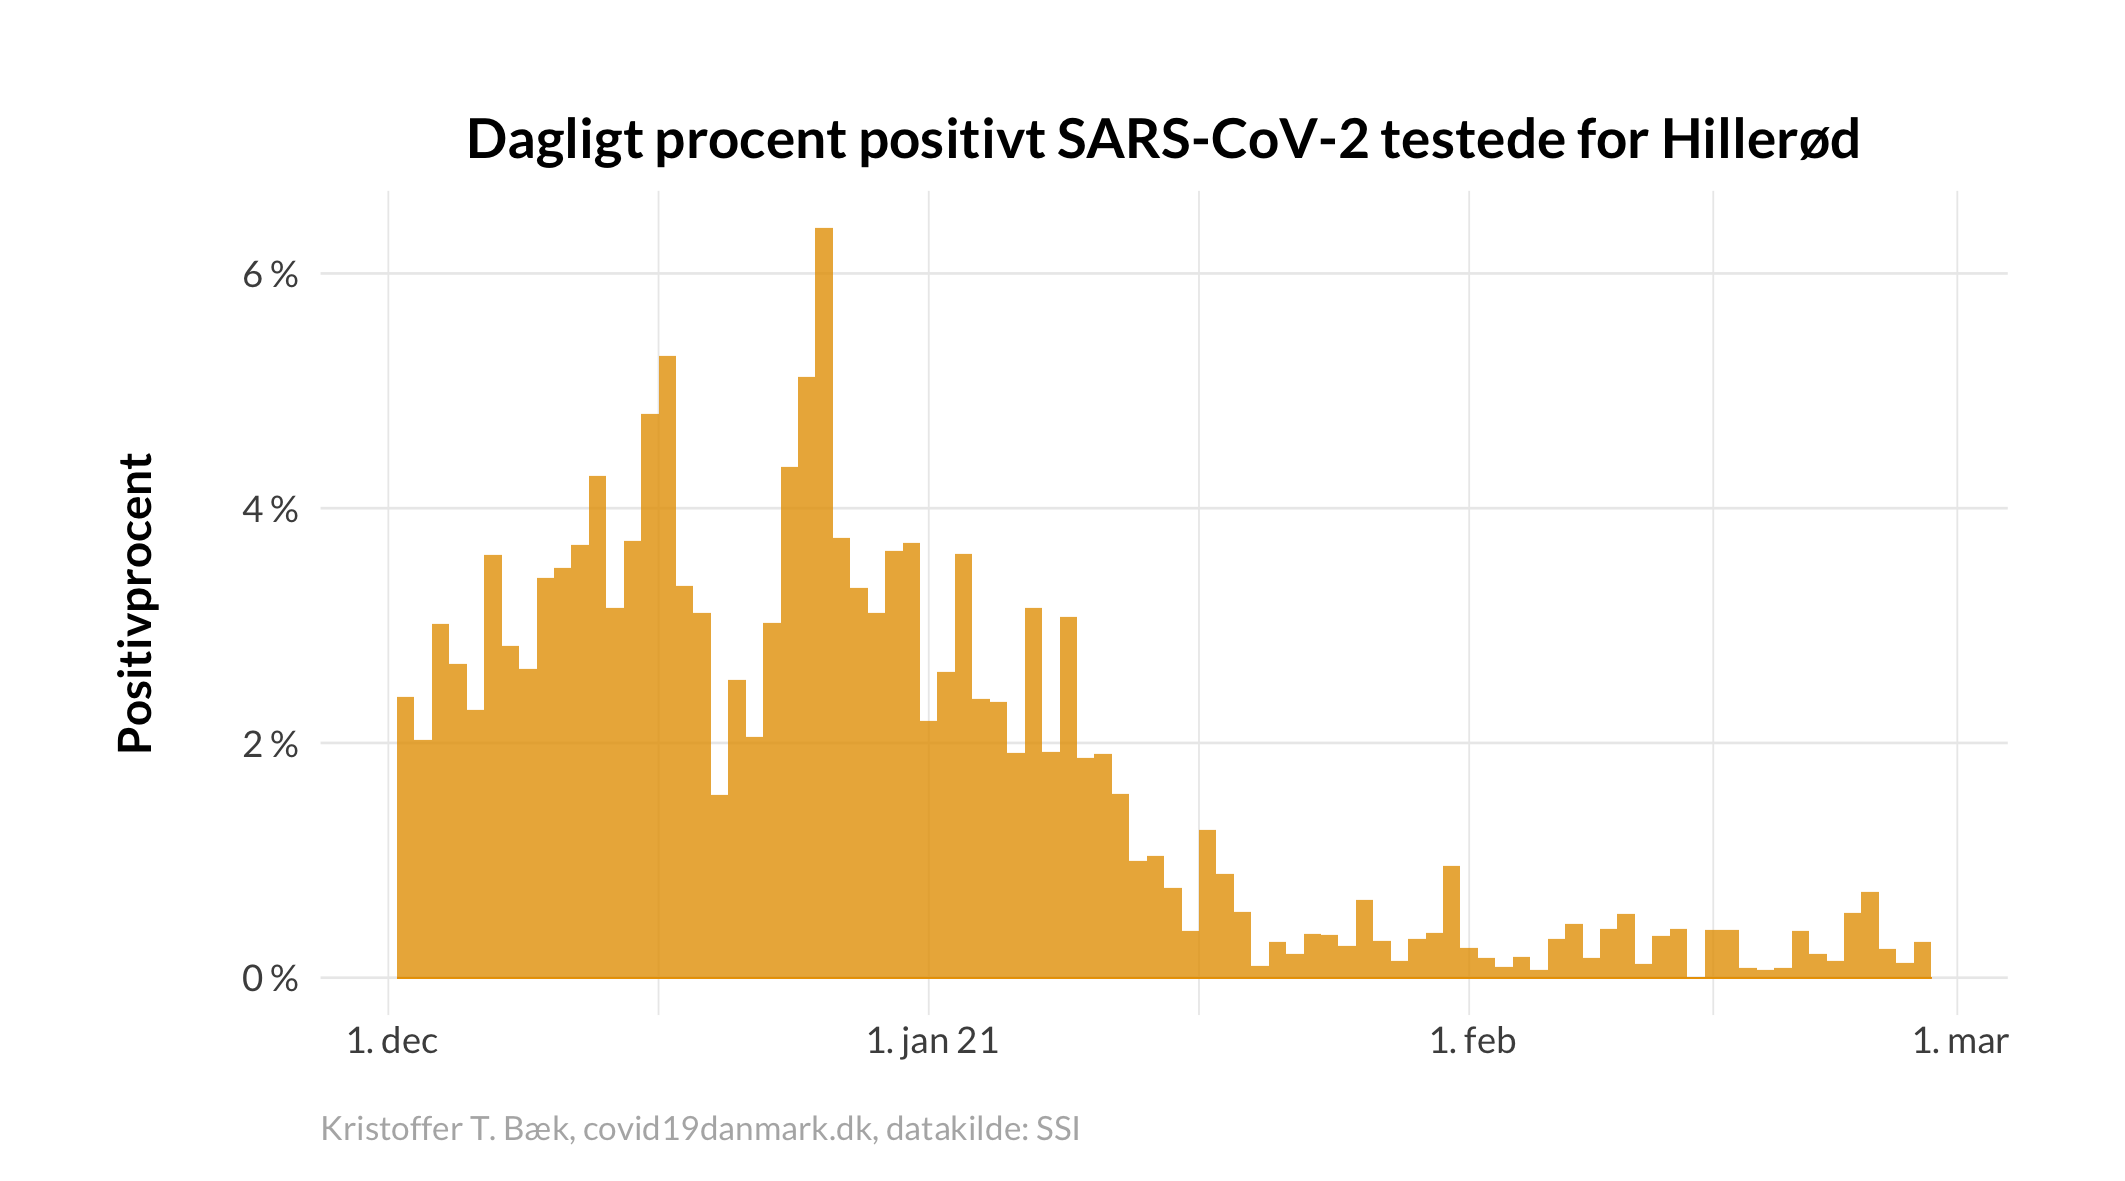 Dagligt procent positivt SARS-CoV-2 testede for Hillerød
Positivprocent
6 %
4 %
2 %
0 %
1. dec
1. jan 21
1. feb
1. mar
Kristoffer T. Bæk, covid19danmark.dk, datakilde: SSI